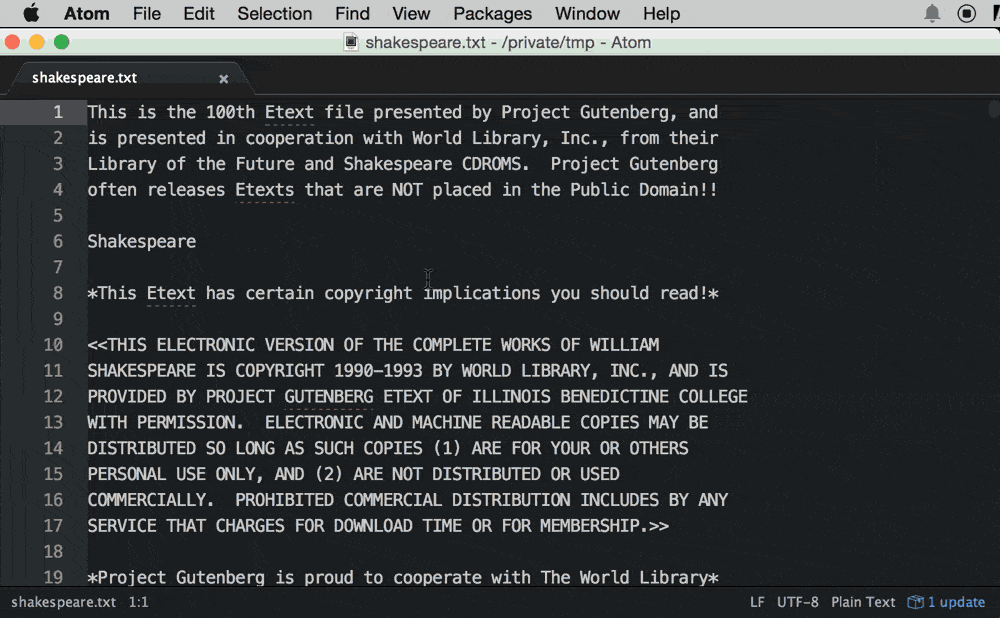 Atom File Edit Selection Find View Packages Window Help
shakespeare.txt - /private/tmp - Atom
shakespeare.txt
1 This is the 100th Etext file presented by Project Gutenberg, and
2 is presented in cooperation with World Library, Inc., from their
3 Library of the Future and Shakespeare CDROMS.  Project Gutenberg
4 often releases Etexts that are NOT placed in the Public Domain!!
5
6 Shakespeare
7
8 *This Etext has certain copyright implications you should read!*
9
10 <<THIS ELECTRONIC VERSION OF THE COMPLETE WORKS OF WILLIAM
11 SHAKESPEARE IS COPYRIGHT 1990-1993 BY WORLD LIBRARY, INC., AND IS
12 PROVIDED BY PROJECT GUTENBERG ETEXT OF ILLINOIS BENEDICTINE COLLEGE
13 WITH PERMISSION.  ELECTRONIC AND MACHINE READABLE COPIES MAY BE
14 DISTRIBUTED SO LONG AS SUCH COPIES (1) ARE FOR YOUR OR OTHERS
15 PERSONAL USE ONLY, AND (2) ARE NOT DISTRIBUTED OR USED
16 COMMERCIALLY.  PROHIBITED COMMERCIAL DISTRIBUTION INCLUDES BY ANY
17 SERVICE THAT CHARGES FOR DOWNLOAD TIME OR FOR MEMBERSHIP.>>
18
19 *Project Gutenberg is proud to cooperate with The World Library*
shakespeare.txt 1:1 LF UTF-8 Plain Text 1 update